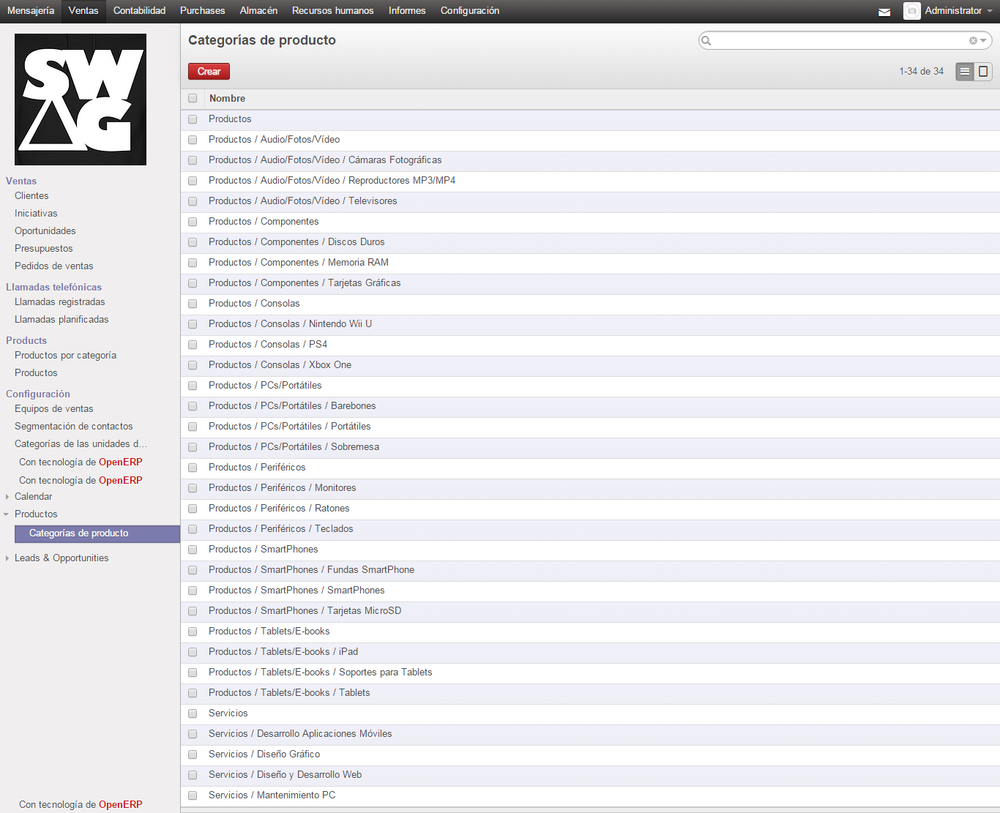 Mensajería Ventas Contabilidad Purchases Almacén Recursos humanos Informes Configuración Administrator
SW
G
Ventas
Clientes
Iniciativas
Oportunidades
Presupuestos
Pedidos de ventas
Llamadas telefónicas
Llamadas registradas
Llamadas planificadas
Products
Productos por categoría
Productos
Configuración
Equipos de ventas
Segmentación de contactos
Categorías de las unidades d...
Con tecnología de OpenERP
Con tecnología de OpenERP
Calendar
Productos
Categorías de producto
Leads & Opportunities
Con tecnología de OpenERP
Categorías de producto
Crear
1-34 de 34
Nombre
Productos
Productos / Audio/Fotos/Vídeo
Productos / Audio/Fotos/Vídeo / Cámaras Fotográficas
Productos / Audio/Fotos/Vídeo / Reproductores MP3/MP4
Productos / Audio/Fotos/Vídeo / Televisores
Productos / Componentes
Productos / Componentes / Discos Duros
Productos / Componentes / Memoria RAM
Productos / Componentes / Tarjetas Gráficas
Productos / Consolas
Productos / Consolas / Nintendo Wii U
Productos / Consolas / PS4
Productos / Consolas / Xbox One
Productos / PCs/Portátiles
Productos / PCs/Portátiles / Barebones
Productos / PCs/Portátiles / Portátiles
Productos / PCs/Portátiles / Sobremesa
Productos / Periféricos
Productos / Periféricos / Monitores
Productos / Periféricos / Ratones
Productos / Periféricos / Teclados
Productos / SmartPhones
Productos / SmartPhones / Fundas SmartPhone
Productos / SmartPhones / SmartPhones
Productos / SmartPhones / Tarjetas MicroSD
Productos / Tablets/E-books
Productos / Tablets/E-books / iPad
Productos / Tablets/E-books / Soportes para Tablets
Productos / Tablets/E-books / Tablets
Servicios
Servicios / Desarrollo Aplicaciones Móviles
Servicios / Diseño Gráfico
Servicios / Diseño y Desarrollo Web
Servicios / Mantenimiento PC